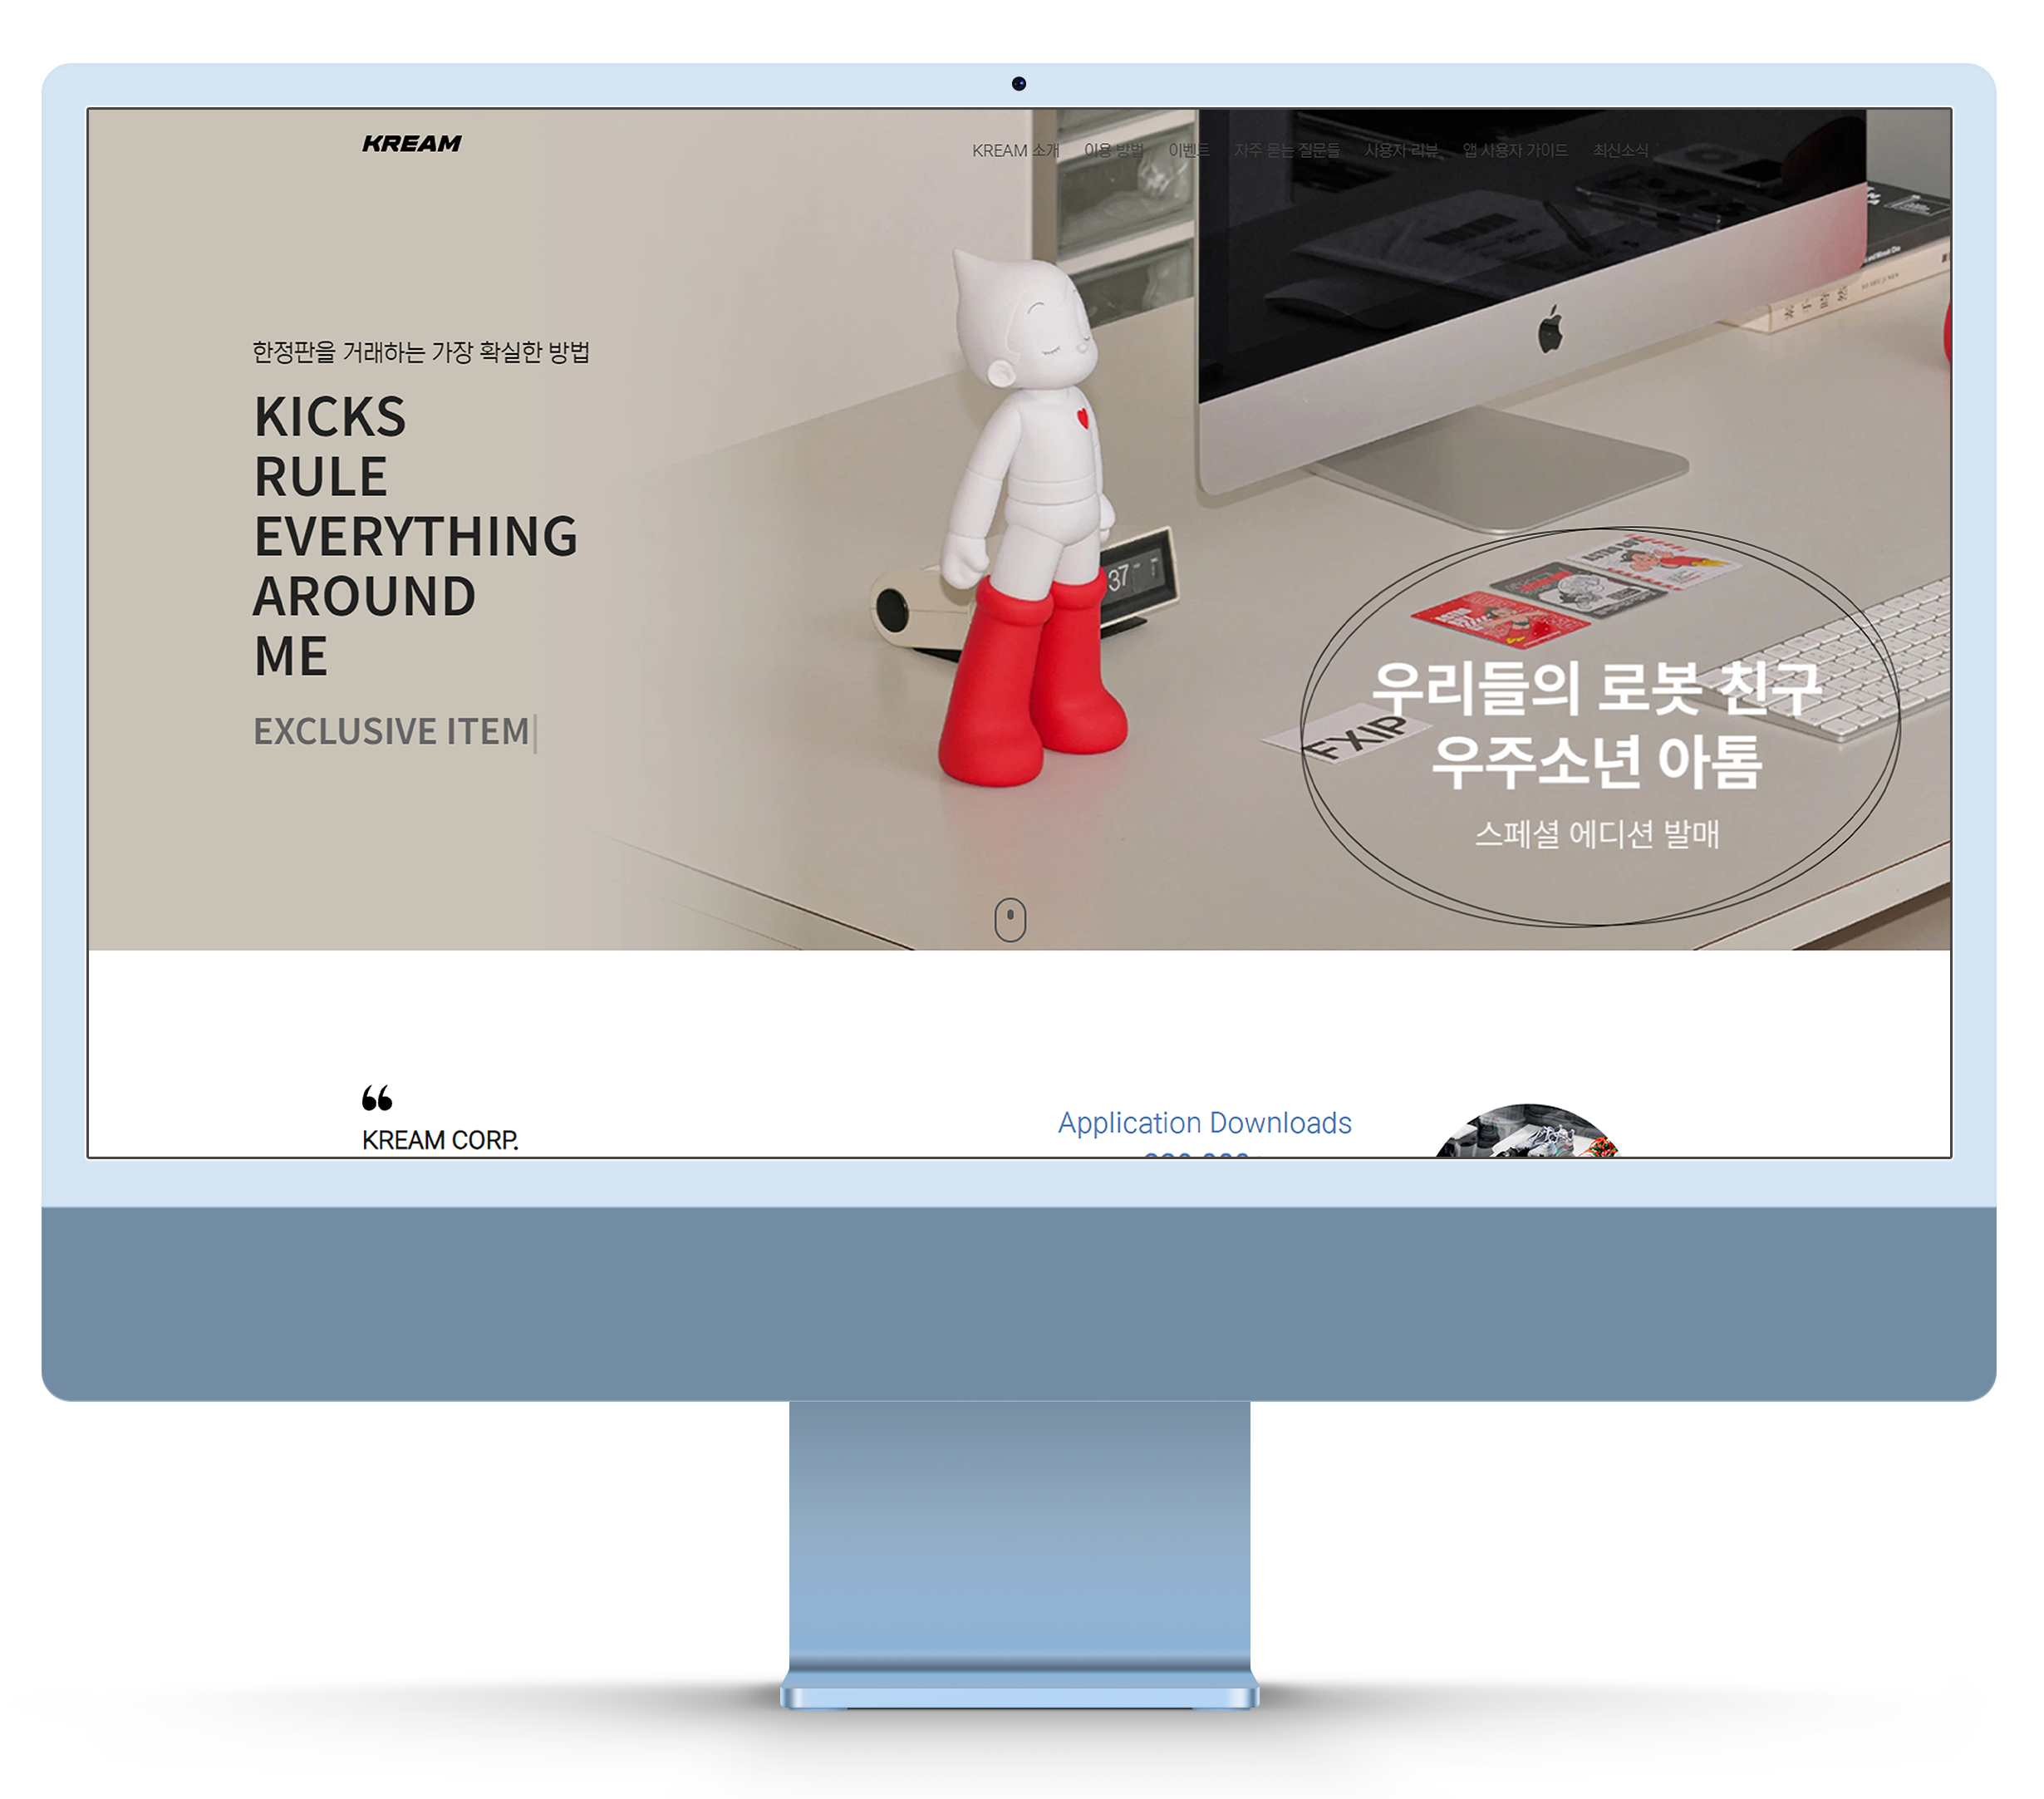 KREAM
KREAM 소개 이용 방법 이벤트 자주 묻는 질문들 사용자 리뷰 앱 사용자 가이드 최신소식
한정판을 거래하는 가장 확실한 방법
KICKS
RULE
EVERYTHING
AROUND
ME
EXCLUSIVE ITEM
37
FXIP
우리들의 로봇 친구
우주소년 아톰
스페셜 에디션 발매
❝
KREAM CORP.
Application Downloads